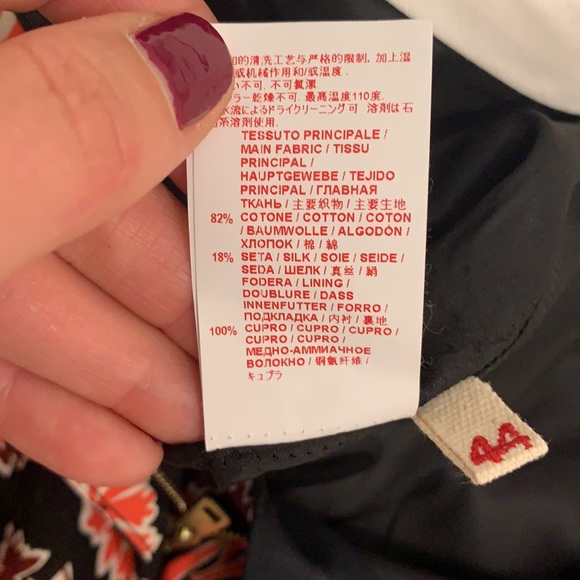 的清洗工艺与严格的限制. 加上湿
或机械作用和/或温度.
い不可. 不可氯漂
ラー乾燥不可. 最高温度110度.
水流によるドライクリーニング可 溶剤は石
系溶剤使用.
TESSUTO PRINCIPALE /
MAIN FABRIC / TISSU
PRINCIPAL /
HAUPTGEWEBE / TEJIDO
PRINCIPAL / ГЛАВНАЯ
ТКАНЬ / 主要织物 / 主要生地
82% COTONE / COTTON / COTON
/ BAUMWOLLE / ALGODÓN /
ХЛОПОК / 棉 / 綿
18% SETA / SILK / SOIE / SEIDE /
SEDA / ШЕЛК / 真丝 / 絹
FODERA / LINING /
DOUBLURE / DASS
INNENFUTTER / FORRO /
ПОДКЛАДКА / 内衬 / 裏地
100% CUPRO / CUPRO / CUPRO /
CUPRO / CUPRO /
МЕДНО-АММИАЧНОЕ
ВОЛОКНО / 铜氨纤维 /
キュプラ
44